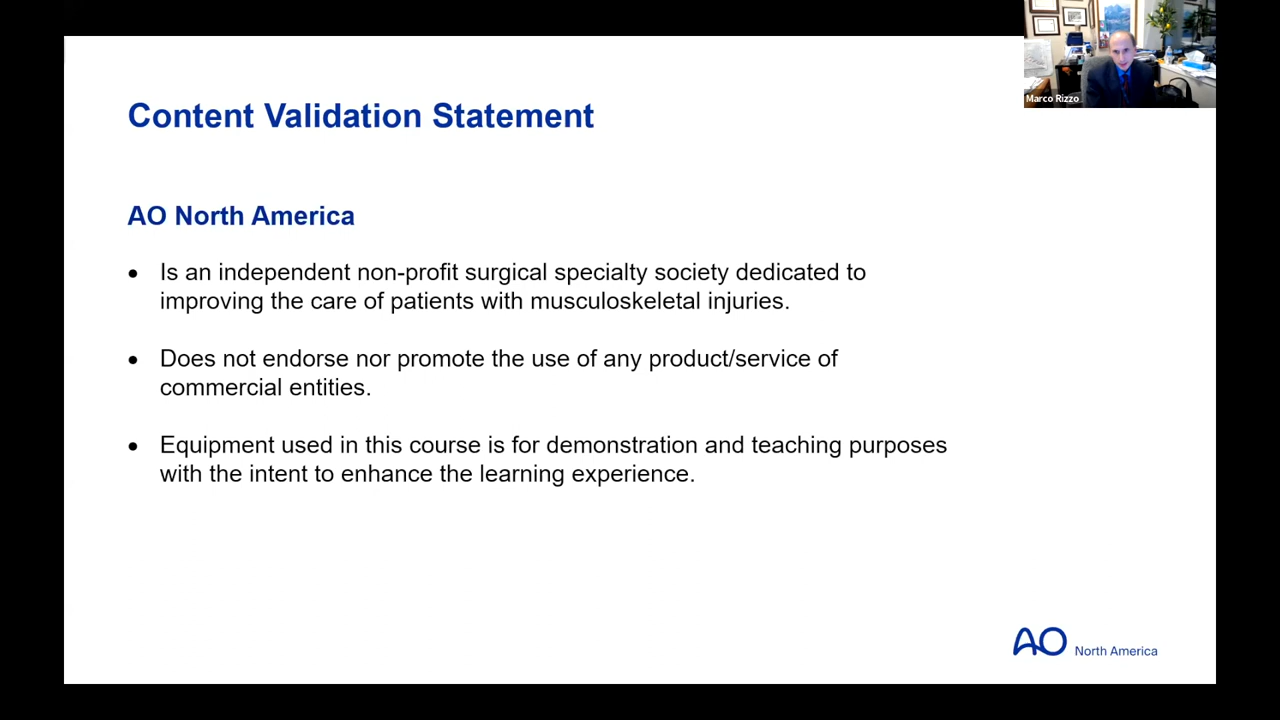 Marco Rizzo
Content Validation Statement
AO North America
• Is an independent non-profit surgical specialty society dedicated to
improving the care of patients with musculoskeletal injuries.
• Does not endorse nor promote the use of any product/service of
commercial entities.
• Equipment used in this course is for demonstration and teaching purposes
with the intent to enhance the learning experience.
AO North America